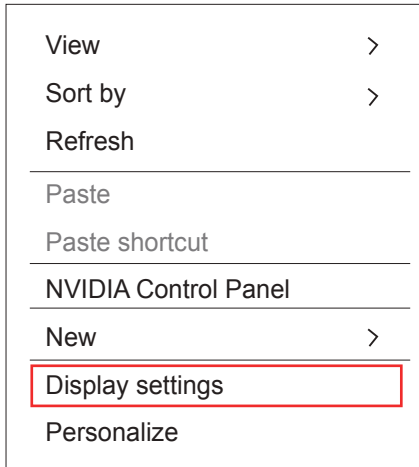 View
Sort by
Refresh
Paste
Paste shortcut
NVIDIA Control Panel
New
Display settings
Personalize